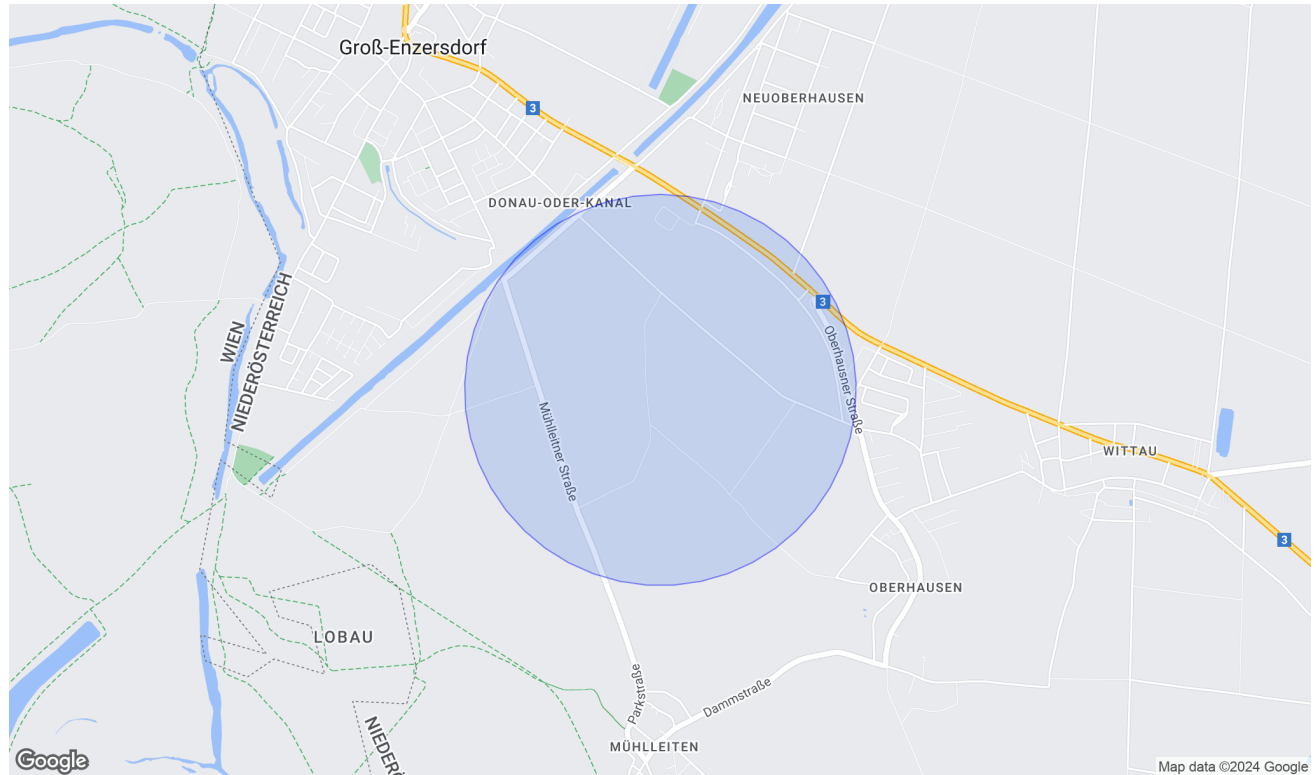 Groß-Enzersdorf
3
NEUOBERHAUSEN
DONAU-ODER-KANAL
WIEN
NIEDERÖSTERREICH
3
Oberhausner Straße
Mühlleitner Straße
WITTAU
3
OBERHAUSEN
LOBAU
Parkstraße
Dammstraße
NIEDERÖ
MÜHLLEITEN
Google
Map data ©2024 Google